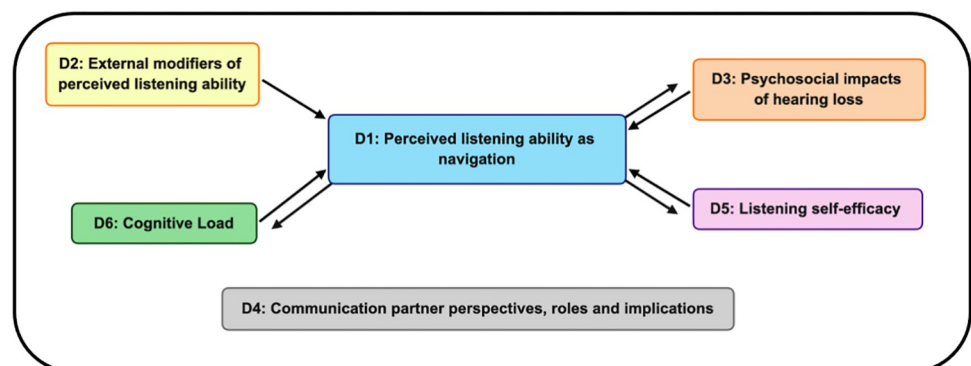 D2: External modifiers of
perceived listening ability
D3: Psychosocial impacts
of hearing loss
D1: Perceived listening ability as
navigation
D6: Cognitive Load
D5: Listening self-efficacy
D4: Communication partner perspectives, roles and implications